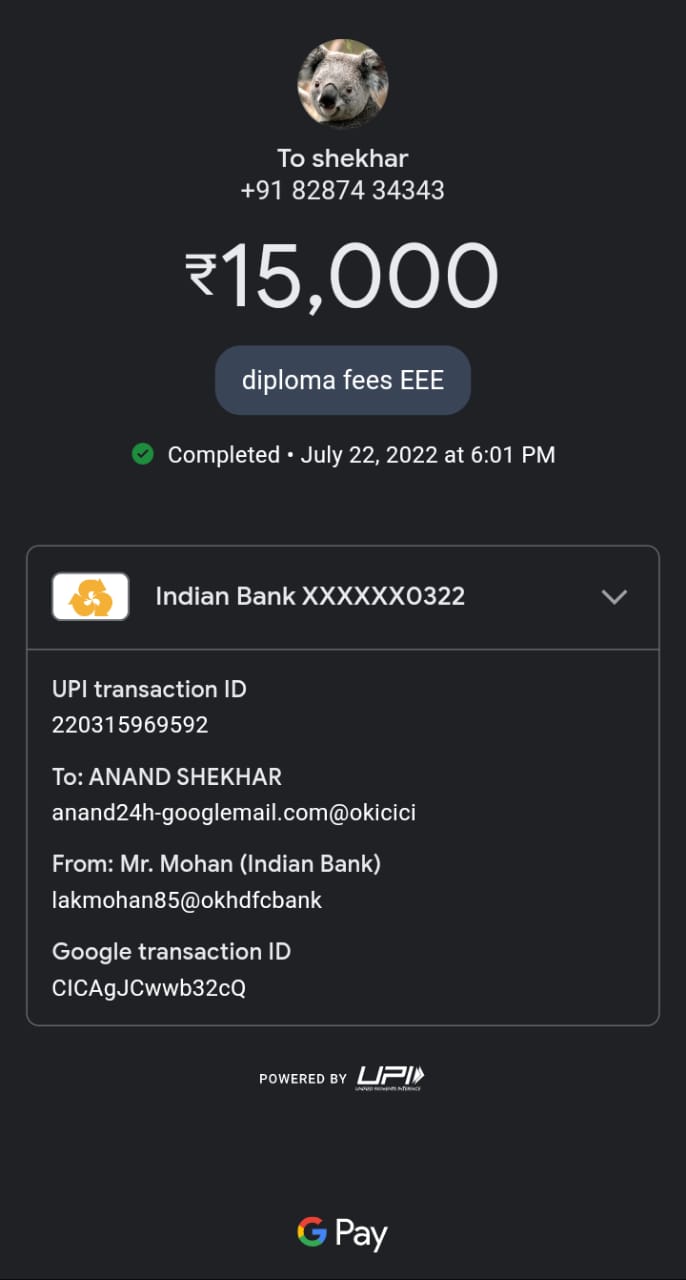 To shekhar
+91 82874 34343
₹15,000
diploma fees EEE
Completed • July 22, 2022 at 6:01 PM
Indian Bank XXXXXX0322
UPI transaction ID
220315969592
To: ANAND SHEKHAR
anand24h-googlemail.com@okicici
From: Mr. Mohan (Indian Bank)
lakmohan85@okhdfcbank
Google transaction ID
CICAgJCwwb32cQ
POWERED BY UPI
UNIFIED PAYMENTS INTERFACE
G Pay